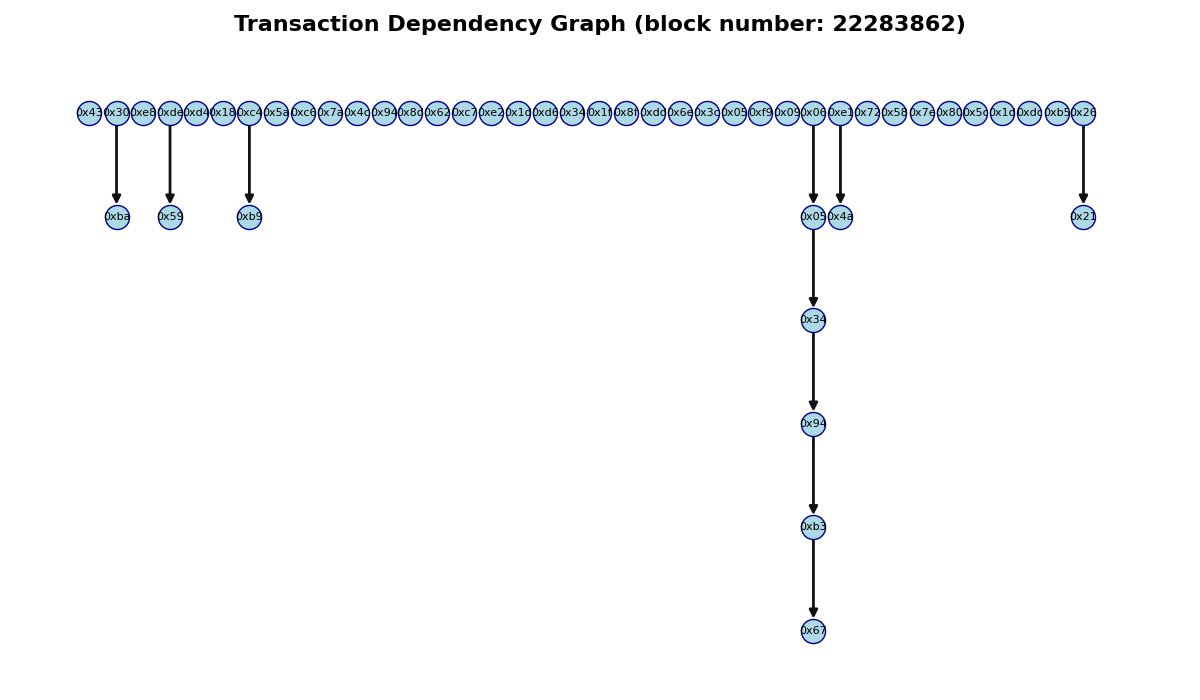 Transaction Dependency Graph (block number: 22283862)
0x43 0x30 0xe8 0xde 0xd4 0x18 0xc4 0x5a 0xc6 0x7a 0x4c 0x94 0x8d 0x62 0xc7 0xe2 0x1d 0xd6 0x34 0x1f 0x8f 0xdd 0x6e 0x3c 0x05 0xf9 0x09 0x06 0xe1 0x72 0x58 0x7e 0x80 0x5c 0x1d 0xdc 0xb5 0x26
0xba 0x59 0xb9 0x05 0x4a 0x21
0x34
0x94
0xb3
0x67